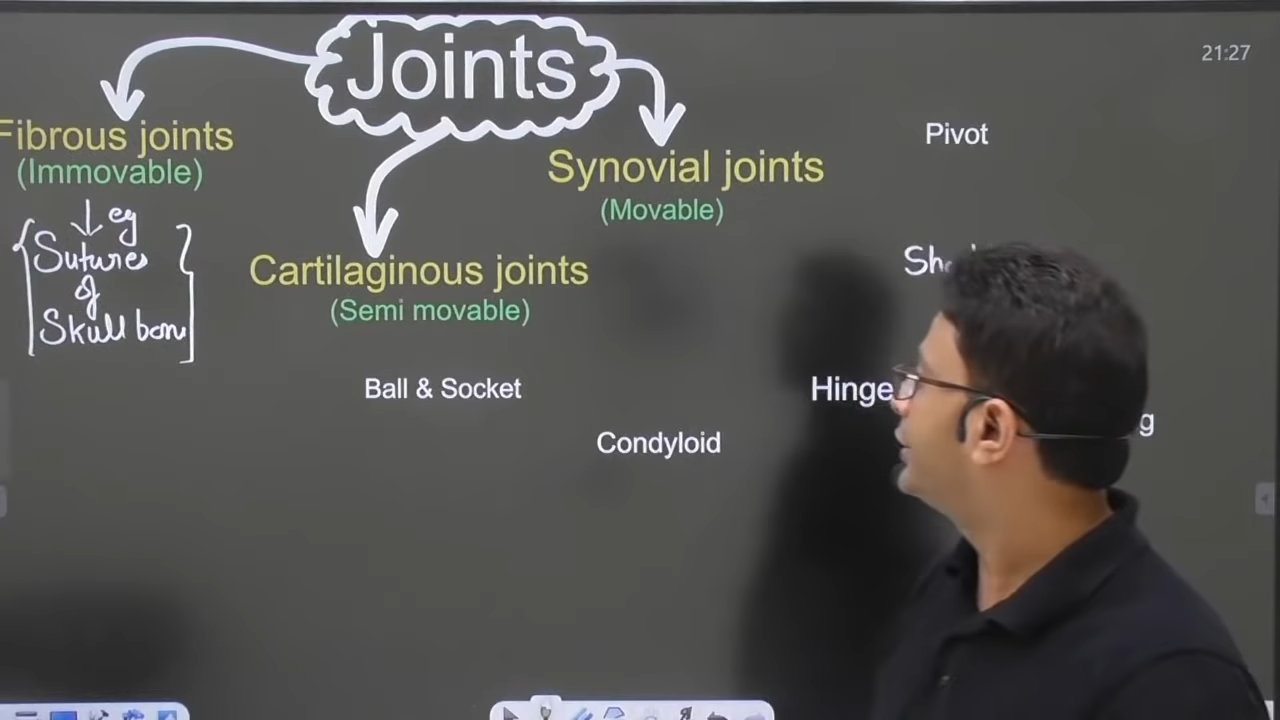 Joints
21:27
Fibrous joints
(Immovable)
eg
Sutures
of
Skull bone
Cartilaginous joints
(Semi movable)
Synovial joints
(Movable)
Pivot
Ball & Socket
Condyloid
Hinge